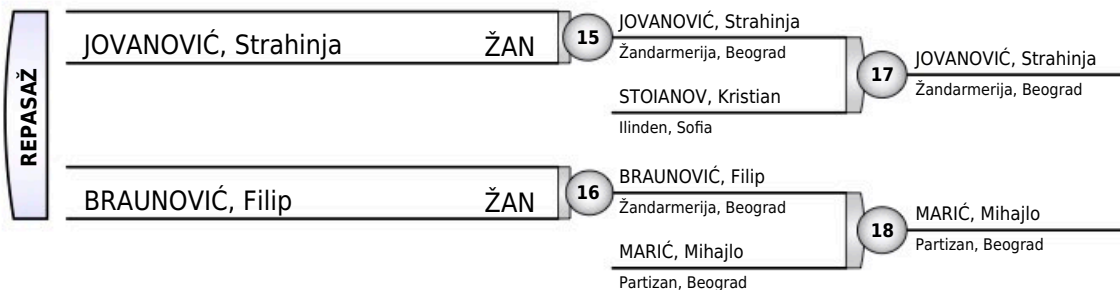 REPASAŽ
JOVANOVIĆ, Strahinja ŽAN
15
JOVANOVIĆ, Strahinja
Žandarmerija, Beograd
STOIANOV, Kristian
Ilinden, Sofia
17
JOVANOVIĆ, Strahinja
Žandarmerija, Beograd
BRAUNOVIĆ, Filip ŽAN
16
BRAUNOVIĆ, Filip
Žandarmerija, Beograd
MARIĆ, Mihajlo
Partizan, Beograd
18
MARIĆ, Mihajlo
Partizan, Beograd